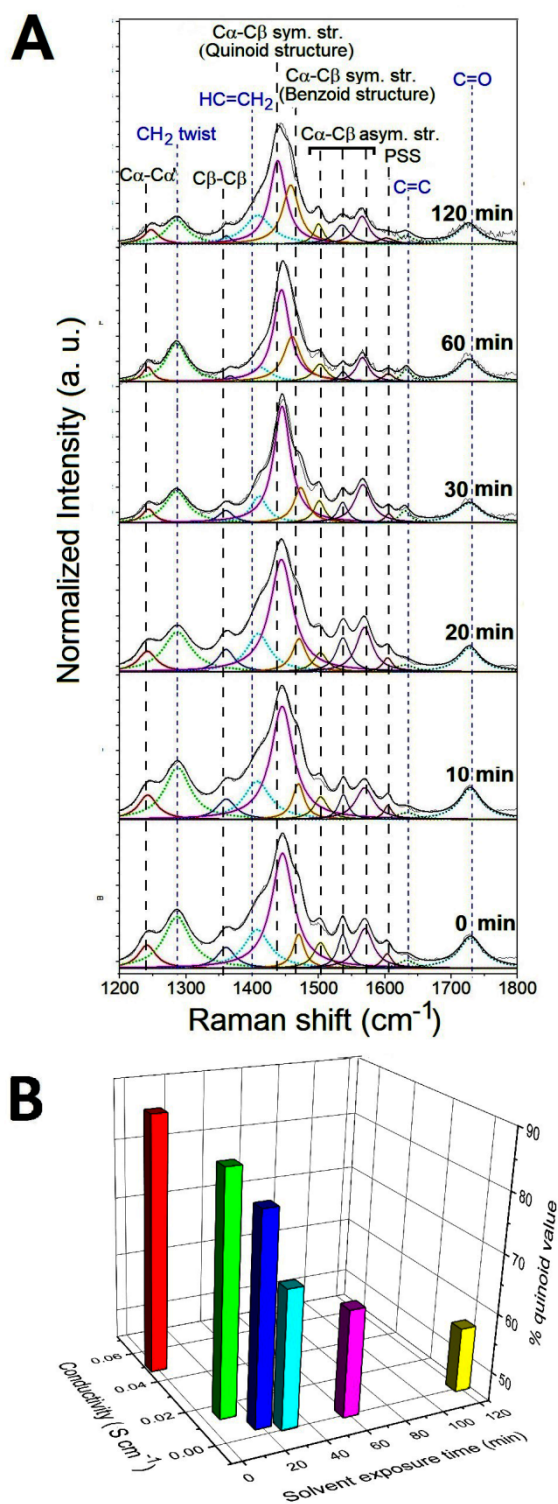 A
Cα-Cβ sym. str.
(Quinoid structure)
Cα-Cβ sym. str.
(Benzoid structure)
C=O
HC=CH2
Cα-Cβ asym. str.
CH2 twist
PSS
Cα-Cα'
Cβ-Cβ
C=C
120 min
60 min
30 min
20 min
10 min
0 min
Normalized Intensity (a. u.)
1200 1300 1400 1500 1600 1700 1800
Raman shift (cm-1)
B
90
80
70
60
50
% quinoid value
0.06
0.04
0.02
0.00
Conductivity ( S cm-1)
0 20 40 60 80 100 120
Solvent exposure time (min)